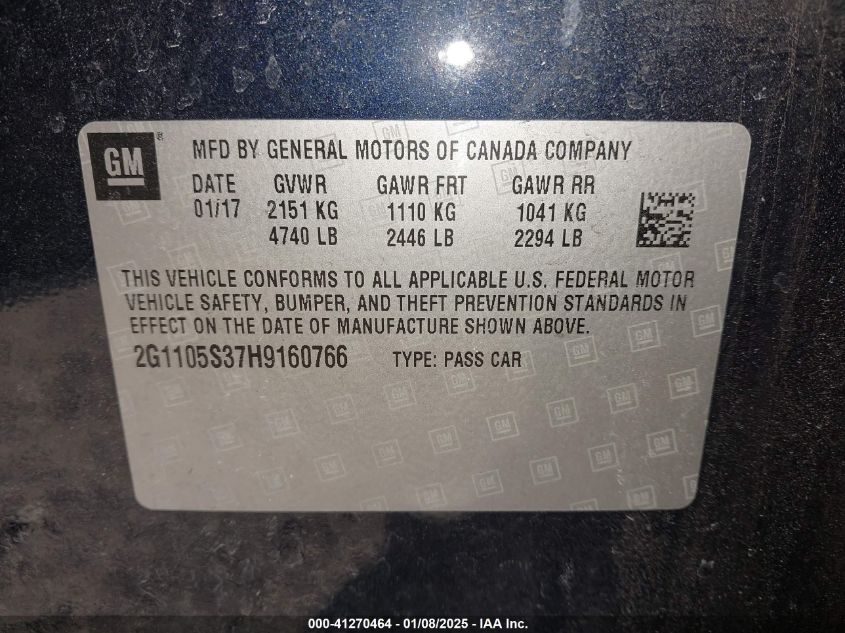 GM ® MFD BY GENERAL MOTORS OF CANADA COMPANY
DATE GVWR GAWR FRT GAWR RR
01/17 2151 KG 1110 KG 1041 KG
4740 LB 2446 LB 2294 LB
THIS VEHICLE CONFORMS TO ALL APPLICABLE U.S. FEDERAL MOTOR
VEHICLE SAFETY, BUMPER, AND THEFT PREVENTION STANDARDS IN
EFFECT ON THE DATE OF MANUFACTURE SHOWN ABOVE.
2G1105S37H9160766 TYPE: PASS CAR
000-41270464 - 01/08/2025 - IAA Inc.